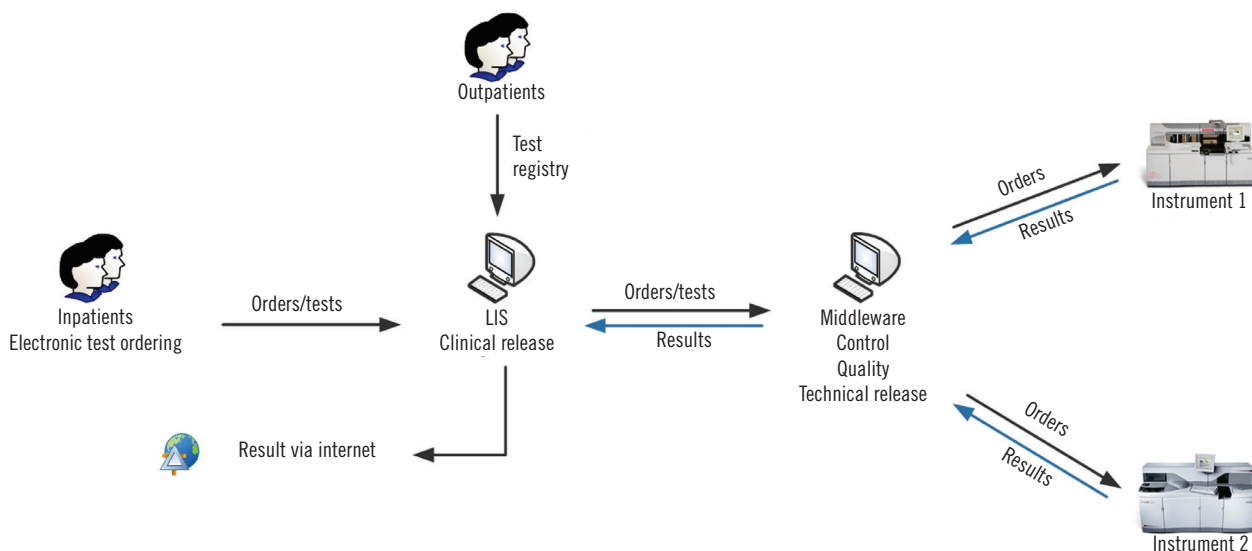 Outpatients
Test
registry
Orders
Results
Instrument 1
Inpatients
Electronic test ordering
Orders/tests
LIS
Clinical release
Orders/tests
Results
Middleware
Control
Quality
Technical release
Result via internet
Orders
Results
Instrument 2